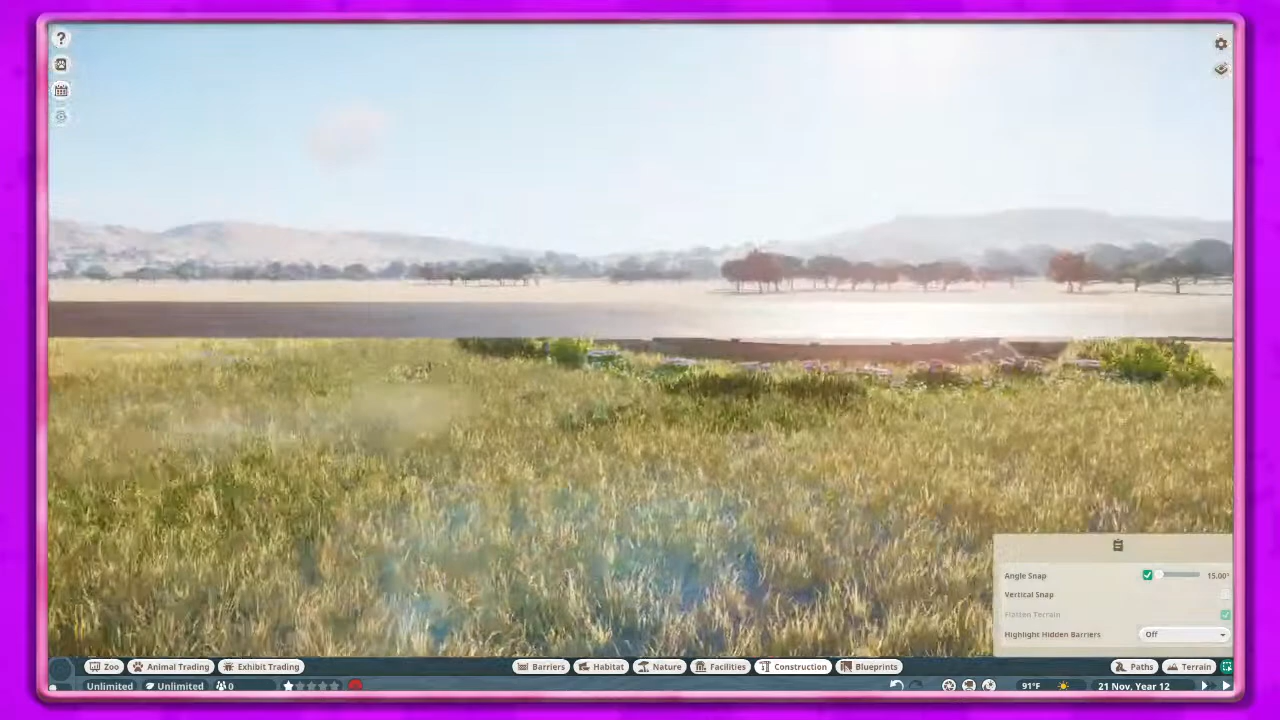 ?
Angle Snap 15.00°
Vertical Snap
Flatten Terrain
Highlight Hidden Barriers Off
Zoo Animal Trading Exhibit Trading Barriers Habitat Nature Facilities Construction Blueprints Paths Terrain
Unlimited Unlimited 0 91°F 21 Nov, Year 12